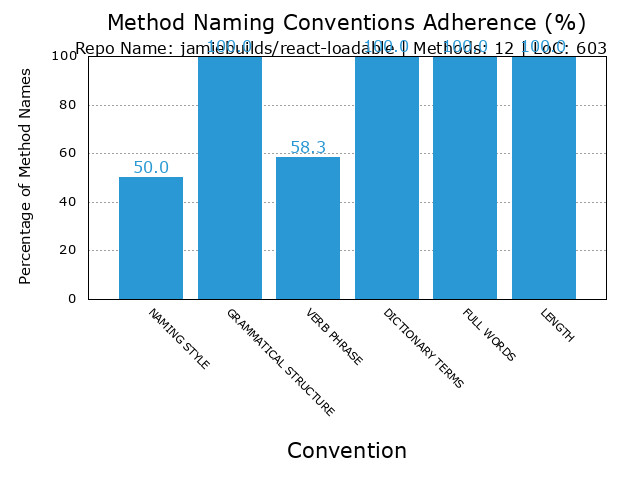 Method Naming Conventions Adherence (%)
Repo Name: jamiebuilds/react-loadable | Methods: 12 | LoC: 603
100.0
100.0
100.0
100.0
50.0
58.3
Percentage of Method Names
100
80
60
40
20
0
NAMING STYLE
GRAMMATICAL STRUCTURE
VERB PHRASE
DICTIONARY TERMS
FULL WORDS
LENGTH
Convention